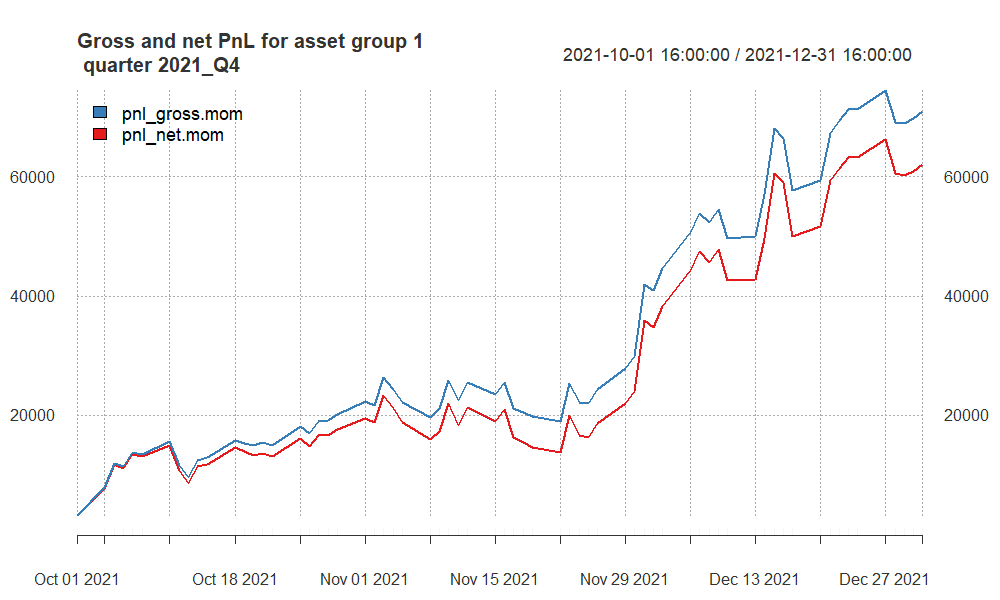 Gross and net PnL for asset group 1
quarter 2021_Q4
2021-10-01 16:00:00 / 2021-12-31 16:00:00
pnl_gross.mom
pnl_net.mom
60000 60000
40000 40000
20000 20000
Oct 01 2021 Oct 18 2021 Nov 01 2021 Nov 15 2021 Nov 29 2021 Dec 13 2021 Dec 27 2021